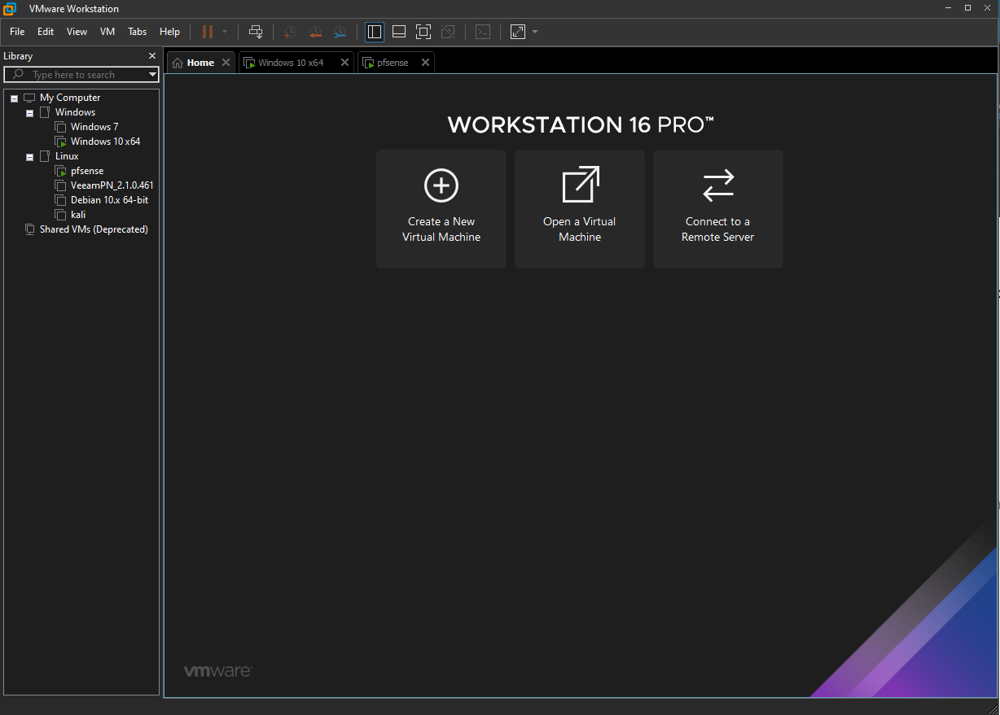 VMware Workstation
File Edit View VM Tabs Help
Library
Type here to search
My Computer
Windows
Windows 7
Windows 10 x64
Linux
pfsense
VeeamPN_2.1.0.461
Debian 10.x 64-bit
kali
Shared VMs (Deprecated)
Home Windows 10 x64 pfsense
WORKSTATION 16 PRO™
Create a New
Virtual Machine
Open a Virtual
Machine
Connect to a
Remote Server
vmware